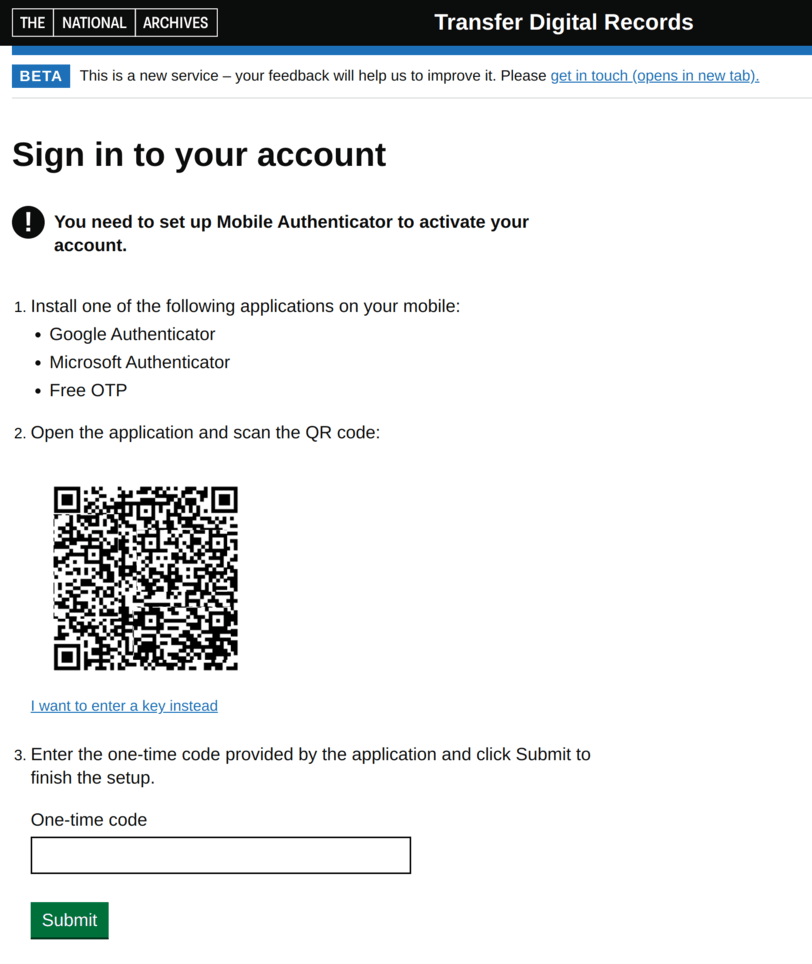 THE NATIONAL ARCHIVES
Transfer Digital Records
BETA This is a new service – your feedback will help us to improve it. Please get in touch (opens in new tab).
Sign in to your account
! You need to set up Mobile Authenticator to activate your
account.
1. Install one of the following applications on your mobile:
• Google Authenticator
• Microsoft Authenticator
• Free OTP
2. Open the application and scan the QR code:
I want to enter a key instead
3. Enter the one-time code provided by the application and click Submit to
finish the setup.
One-time code
Submit